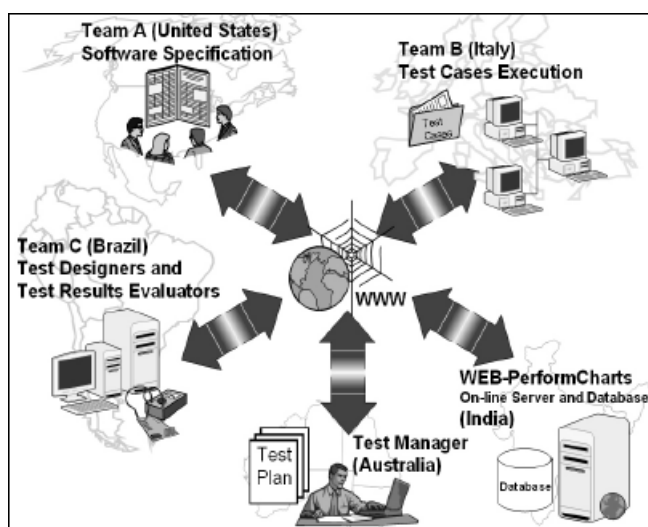 Team A (United States)
Software Specification
Team B (Italy)
Test Cases Execution
Test
Cases
Team C (Brazil)
Test Designers and
Test Results Evaluators
WWW
WEB-PerformCharts
On-line Server and Database
(India)
Database
Test Manager
(Australia)
Test
Plan